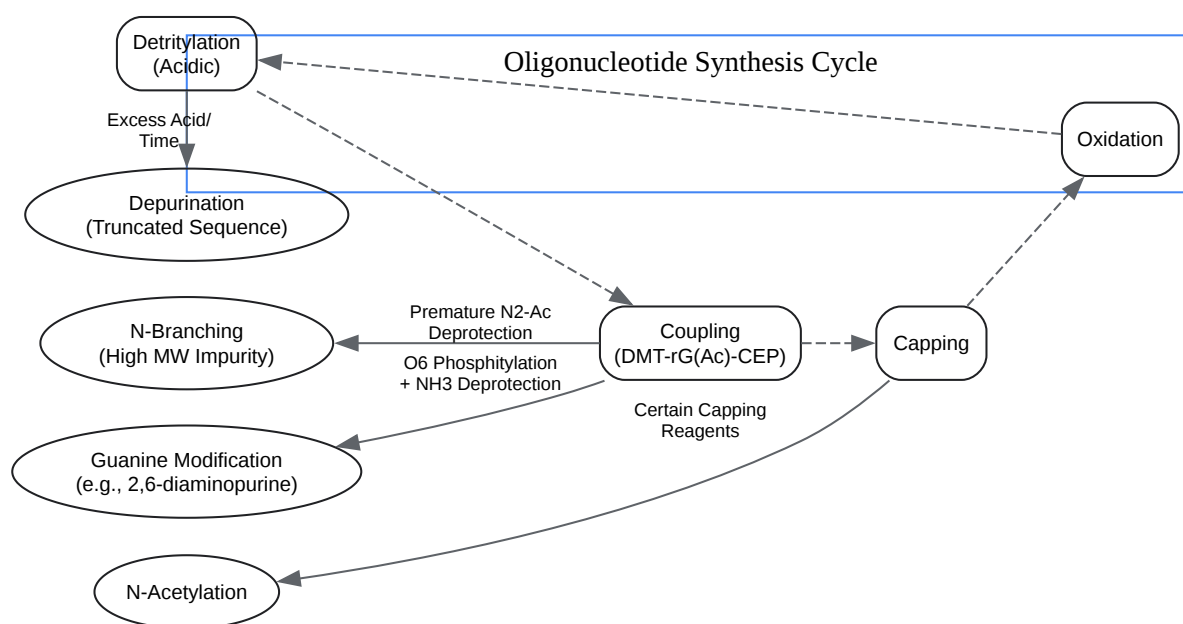 Detritylation
(Acidic)
Oligonucleotide Synthesis Cycle
Excess Acid/
Time
Oxidation
Depurination
(Truncated Sequence)
Premature N2-Ac
Deprotection
N-Branching
(High MW Impurity)
Coupling
(DMT-rG(Ac)-CEP)
Capping
O6 Phosphitylation
+ NH3 Deprotection
Certain Capping
Reagents
Guanine Modification
(e.g., 2,6-diaminopurine)
N-Acetylation